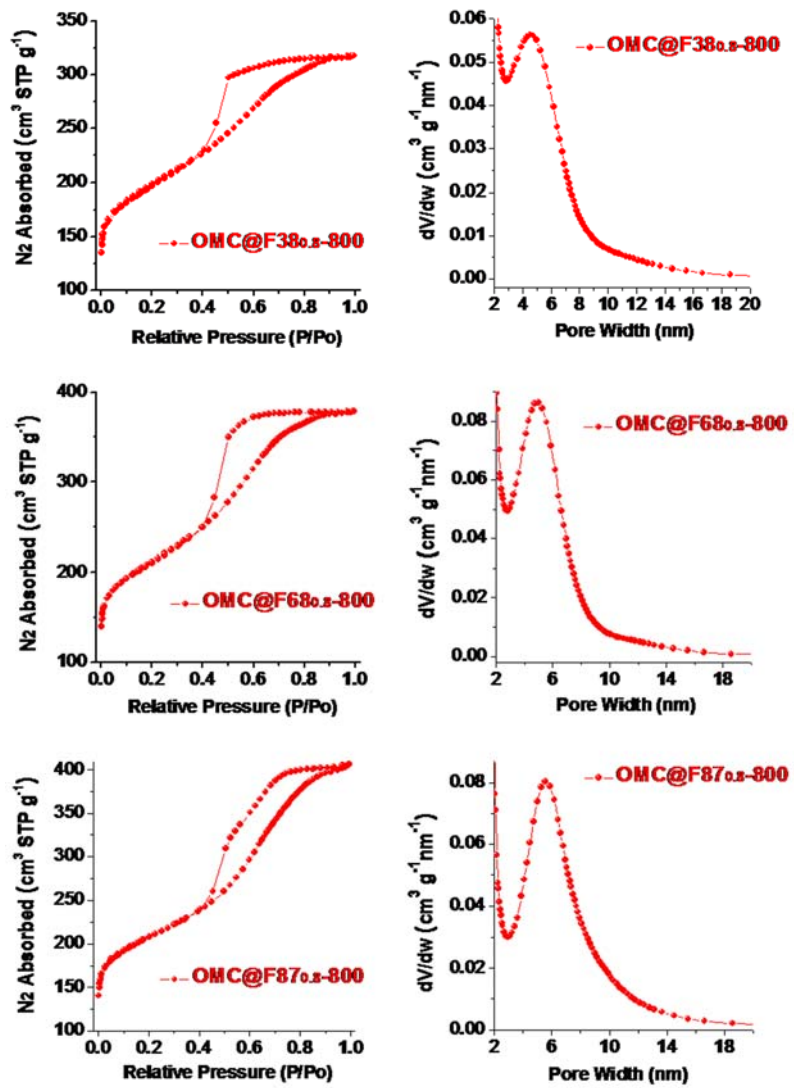 350
300
250
200
150
100
N2 Absorbed (cm³ STP g⁻¹)
OMC@F38₀.₈-800
0.0 0.2 0.4 0.6 0.8 1.0
Relative Pressure (P/Po)
0.06
0.05
0.04
0.03
0.02
0.01
0.00
dV/dw (cm³ g⁻¹nm⁻¹)
OMC@F38₀.₈-800
2 4 6 8 10 12 14 16 18 20
Pore Width (nm)
400
300
200
100
N2 Absorbed (cm³ STP g⁻¹)
OMC@F68₀.₈-800
0.0 0.2 0.4 0.6 0.8 1.0
Relative Pressure (P/Po)
0.08
0.06
0.04
0.02
0.00
dV/dw (cm³ g⁻¹nm⁻¹)
OMC@F68₀.₈-800
2 6 10 14 18
Pore Width (nm)
400
350
300
250
200
150
100
N2 Absorbed (cm³ STP g⁻¹)
OMC@F87₀.₈-800
0.0 0.2 0.4 0.6 0.8 1.0
Relative Pressure (P/Po)
0.08
0.06
0.04
0.02
0.00
dV/dw (cm³ g⁻¹nm⁻¹)
OMC@F87₀.₈-800
2 6 10 14 18
Pore Width (nm)